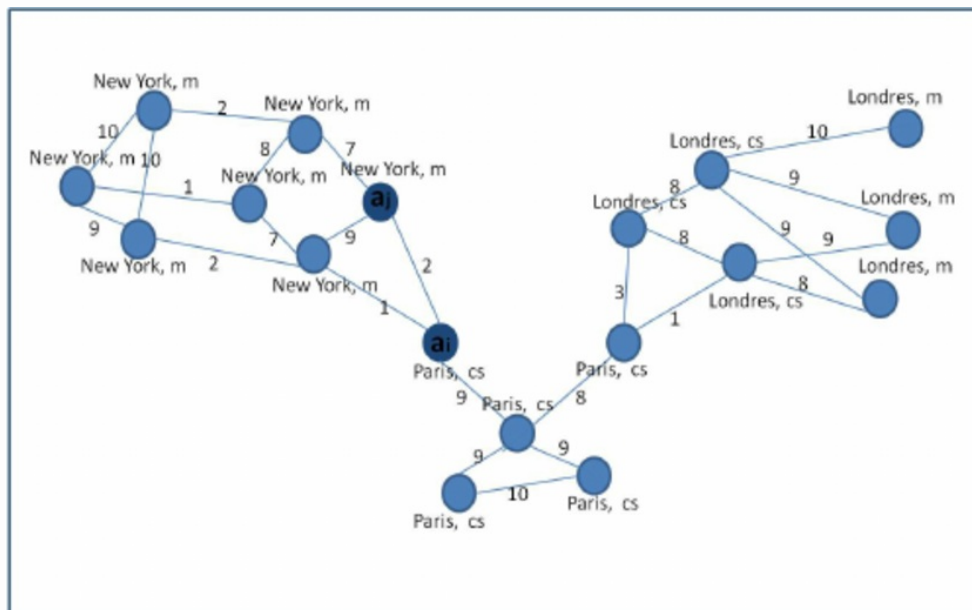 New York, m
2
New York, m
10
8
7
New York, m
10
New York, m
New York, m
aj
1
9
7
9
New York, m
2
New York, m
2
1
ai
Paris, cs
9
Paris, cs
8
9
9
10
Paris, cs
Paris, cs
Londres, m
10
Londres, cs
9
Londres, m
8
Londres, cs
9
9
8
Londres, m
8
Londres, cs
3
1
Paris, cs